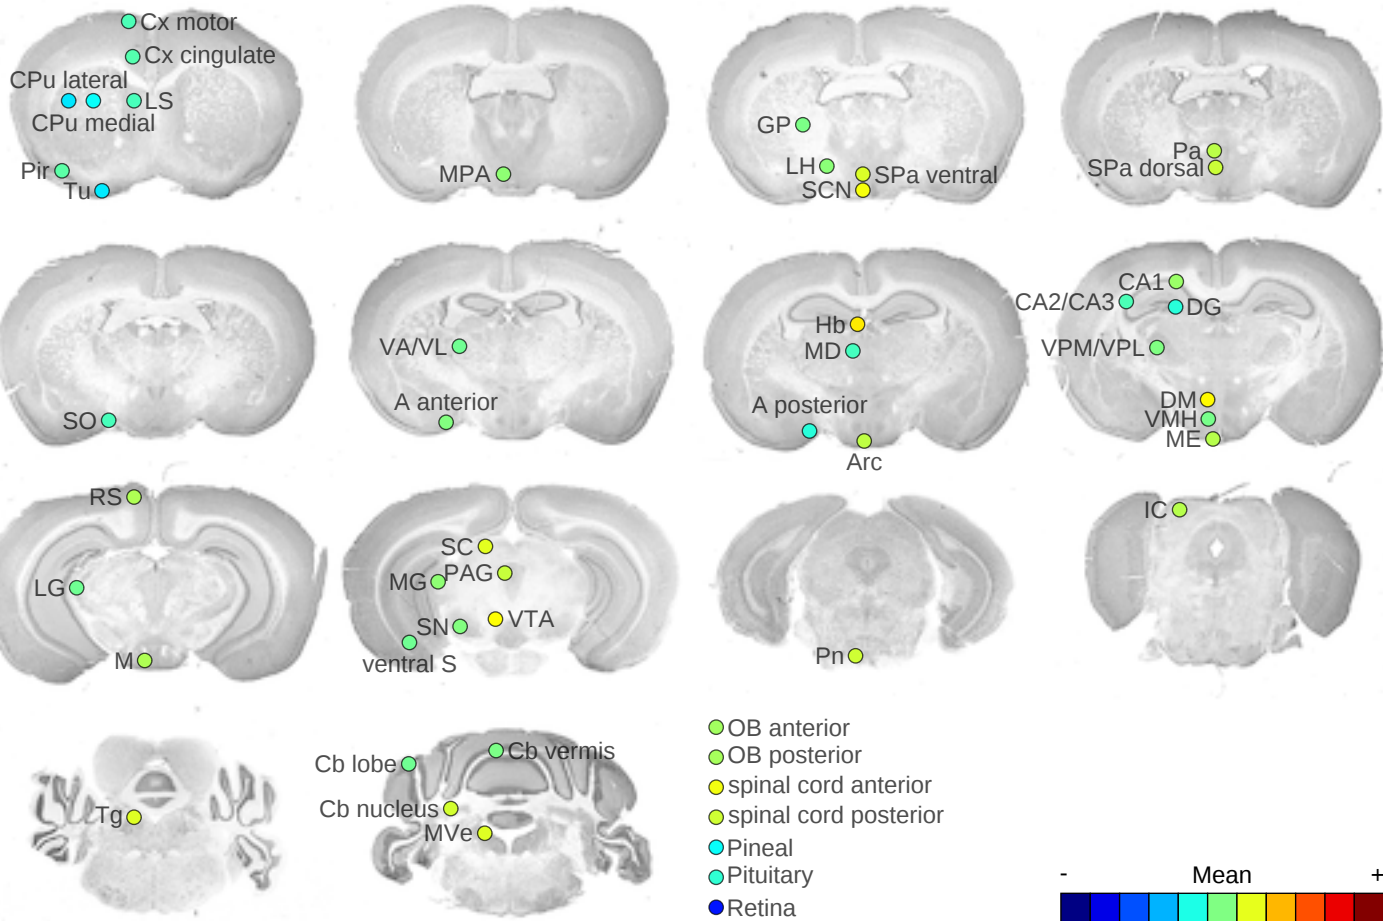 Cx motor
Cx cingulate
CPu lateral
LS
CPu medial
Pir
Tu
MPA
GP
LH
SPa ventral
SCN
Pa
SPa dorsal
SO
VA/VL
A anterior
Hb
MD
A posterior
Arc
CA1
CA2/CA3
DG
VPM/VPL
DM
VMH
ME
RS
LG
M
SC
PAG
MG
VTA
SN
ventral S
Pn
IC
Tg
Cb vermis
Cb lobe
Cb nucleus
MVe
OB anterior
OB posterior
spinal cord anterior
spinal cord posterior
Pineal
Pituitary
Retina
- Mean +